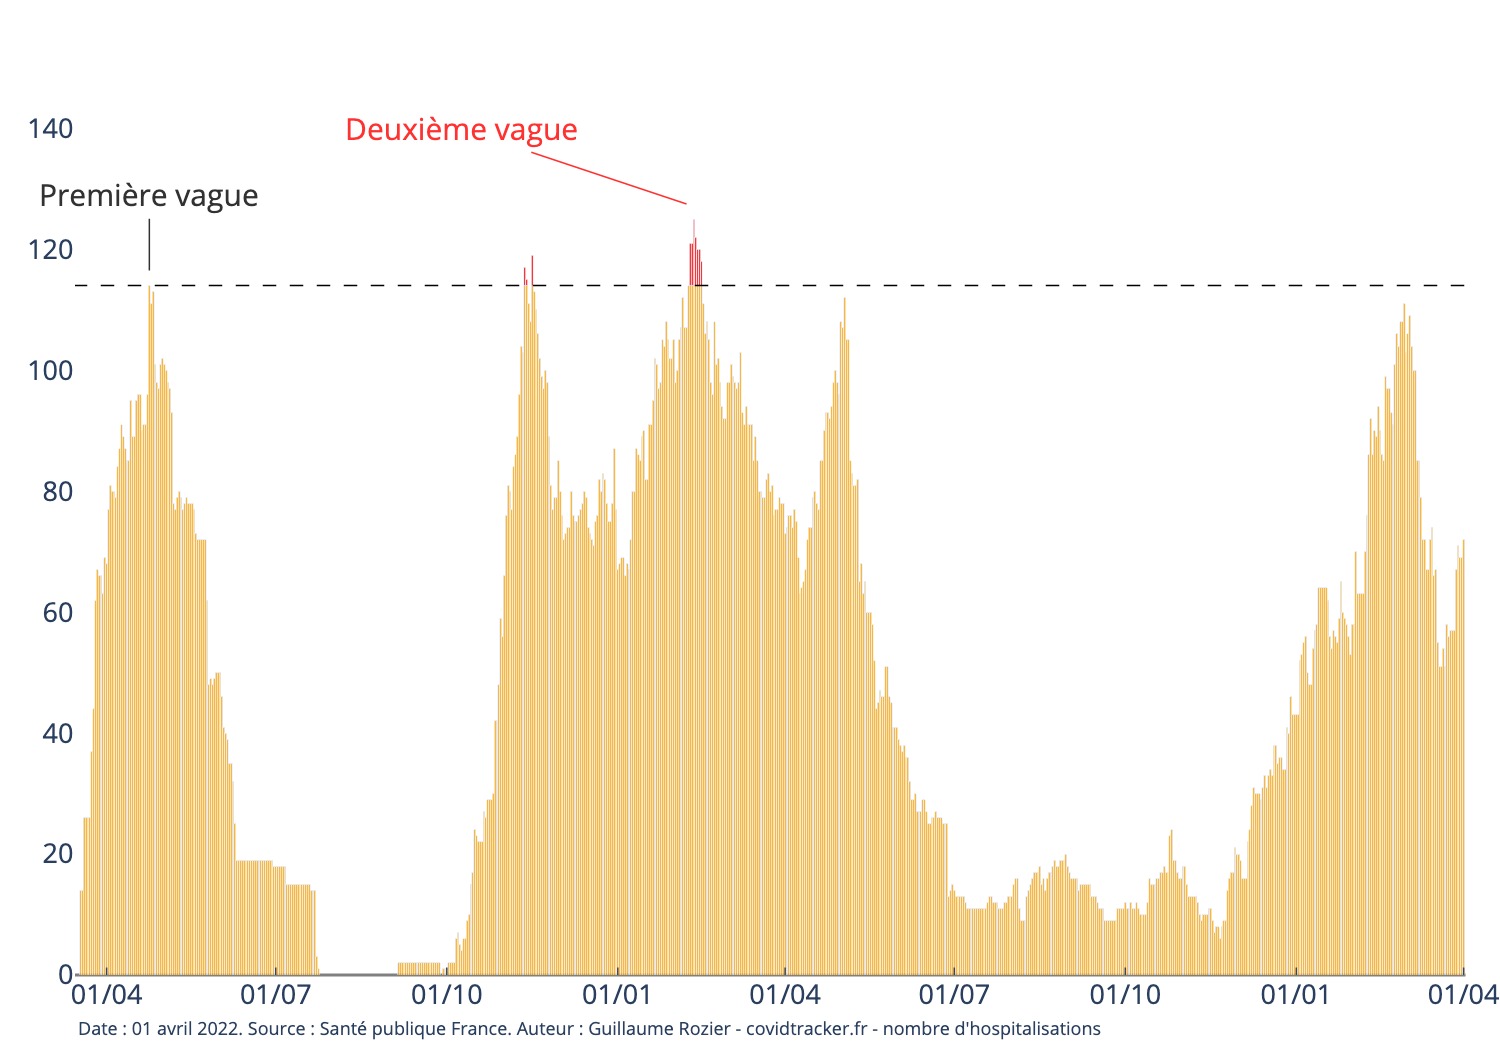 140
Deuxième vague
Première vague
120
100
80
60
40
20
0
01/04 01/07 01/10 01/01 01/04 01/07 01/10 01/01 01/04
Date : 01 avril 2022. Source : Santé publique France. Auteur : Guillaume Rozier - covidtracker.fr - nombre d'hospitalisations